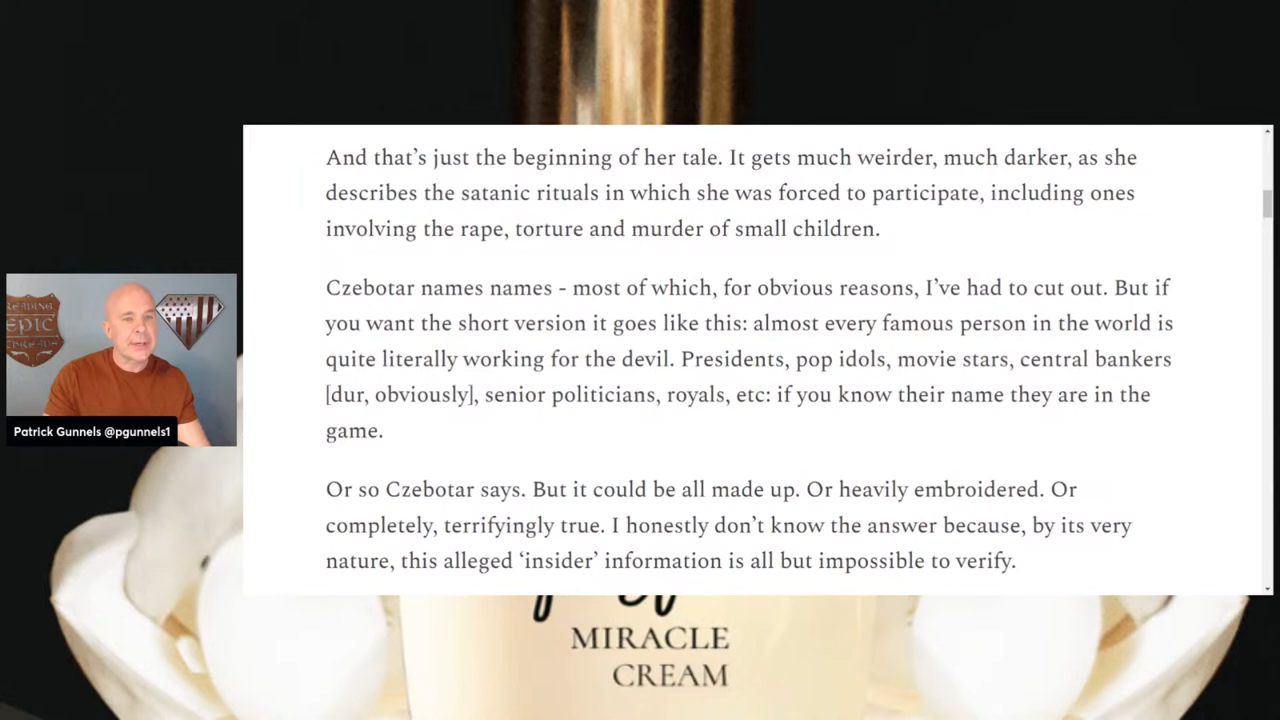 And that's just the beginning of her tale. It gets much weirder, much darker, as she
describes the satanic rituals in which she was forced to participate, including ones
involving the rape, torture and murder of small children.
Czebotar names names - most of which, for obvious reasons, I've had to cut out. But if
you want the short version it goes like this: almost every famous person in the world is
quite literally working for the devil. Presidents, pop idols, movie stars, central bankers
[dur, obviously], senior politicians, royals, etc: if you know their name they are in the
game.
Or so Czebotar says. But it could be all made up. Or heavily embroidered. Or
completely, terrifyingly true. I honestly don't know the answer because, by its very
nature, this alleged ‘insider’ information is all but impossible to verify.
EPIC
Patrick Gunnels @pgunnels1
MIRACLE
CREAM